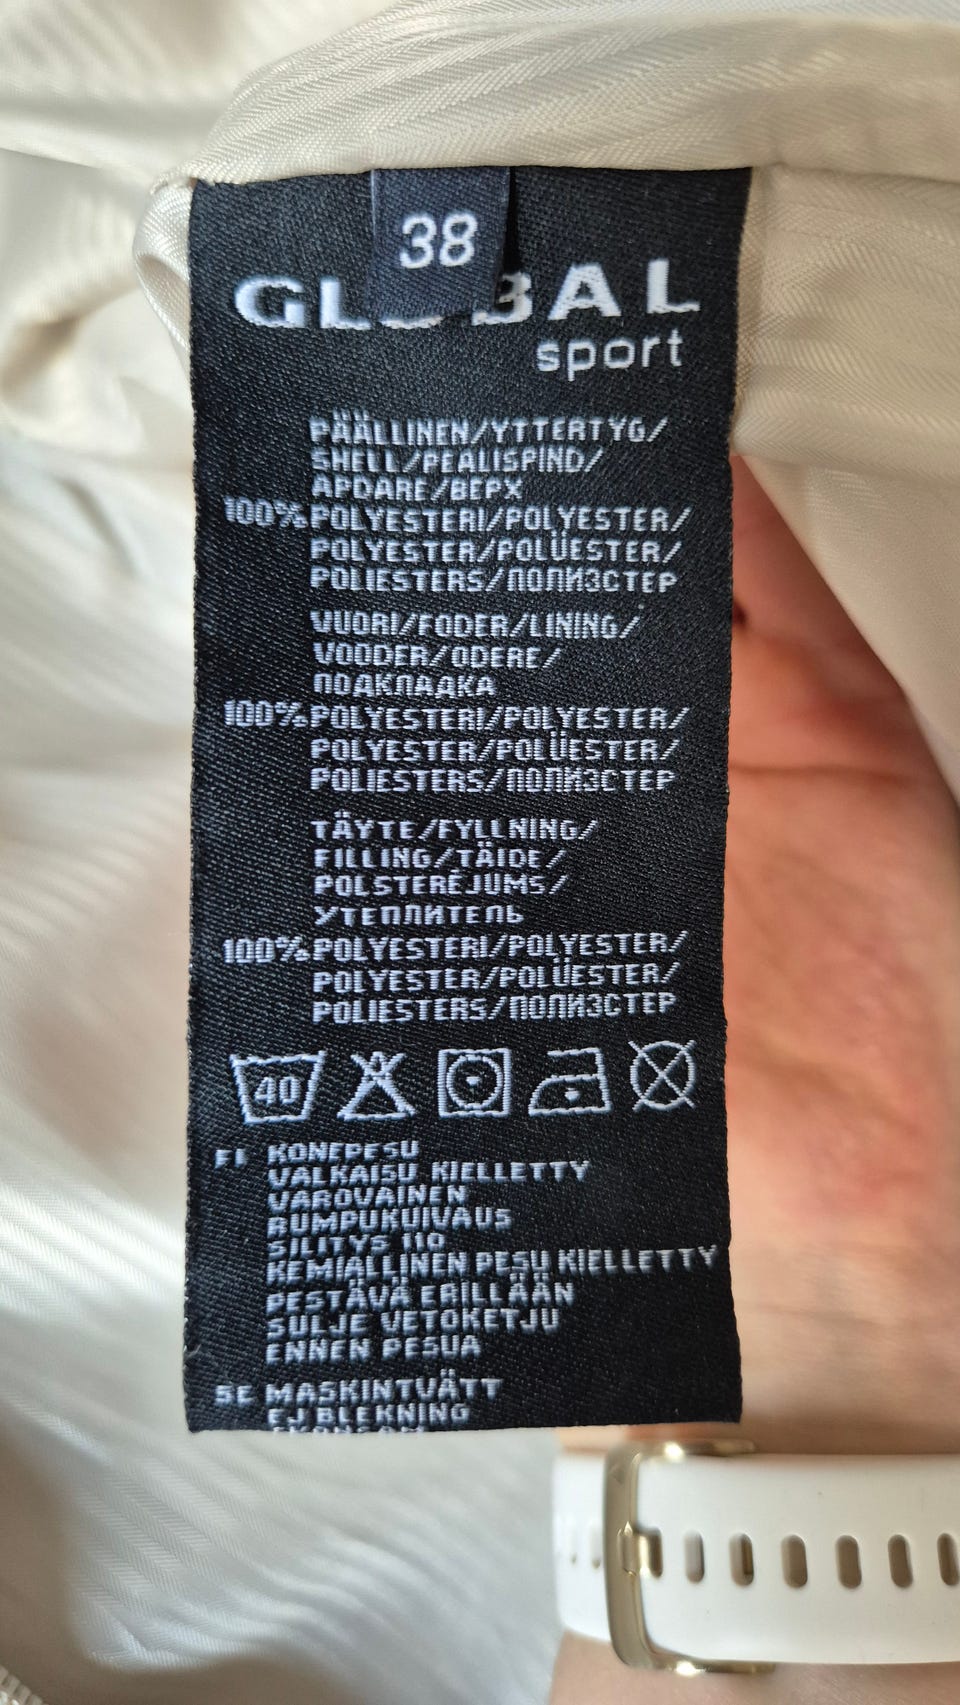 38
GLOBAL
sport
PÄÄLLINEN/YTTERTYG/
SHELL/PEALISPIND/
APDARE/ВЕРХ
100% POLYESTERI/POLYESTER/
POLYESTER/POLÜESTER/
POLIESTERS/ПОЛИЭСТЕР
VUORI/FODER/LINING/
VOODER/ODERE/
ПОДКЛАДКА
100% POLYESTERI/POLYESTER/
POLYESTER/POLÜESTER/
POLIESTERS/ПОЛИЭСТЕР
TÄYTE/FYLLNING/
FILLING/TÄIDE/
POLSTERĒJUMS/
УТЕПЛИТЕЛЬ
100% POLYESTERI/POLYESTER/
POLYESTER/POLÜESTER/
POLIESTERS/ПОЛИЭСТЕР
40
FI KONEPESU
VALKAISU KIELLETTY
VAROVAINEN
RUMPUKUIVAUS
SILITYS 110
KEMIALLINEN PESU KIELLETTY
PESTÄVÄ ERILLÄÄN
SULJE VETOKETJU
ENNEN PESUA
SE MASKINTVÄTT
EJ BLEKNING